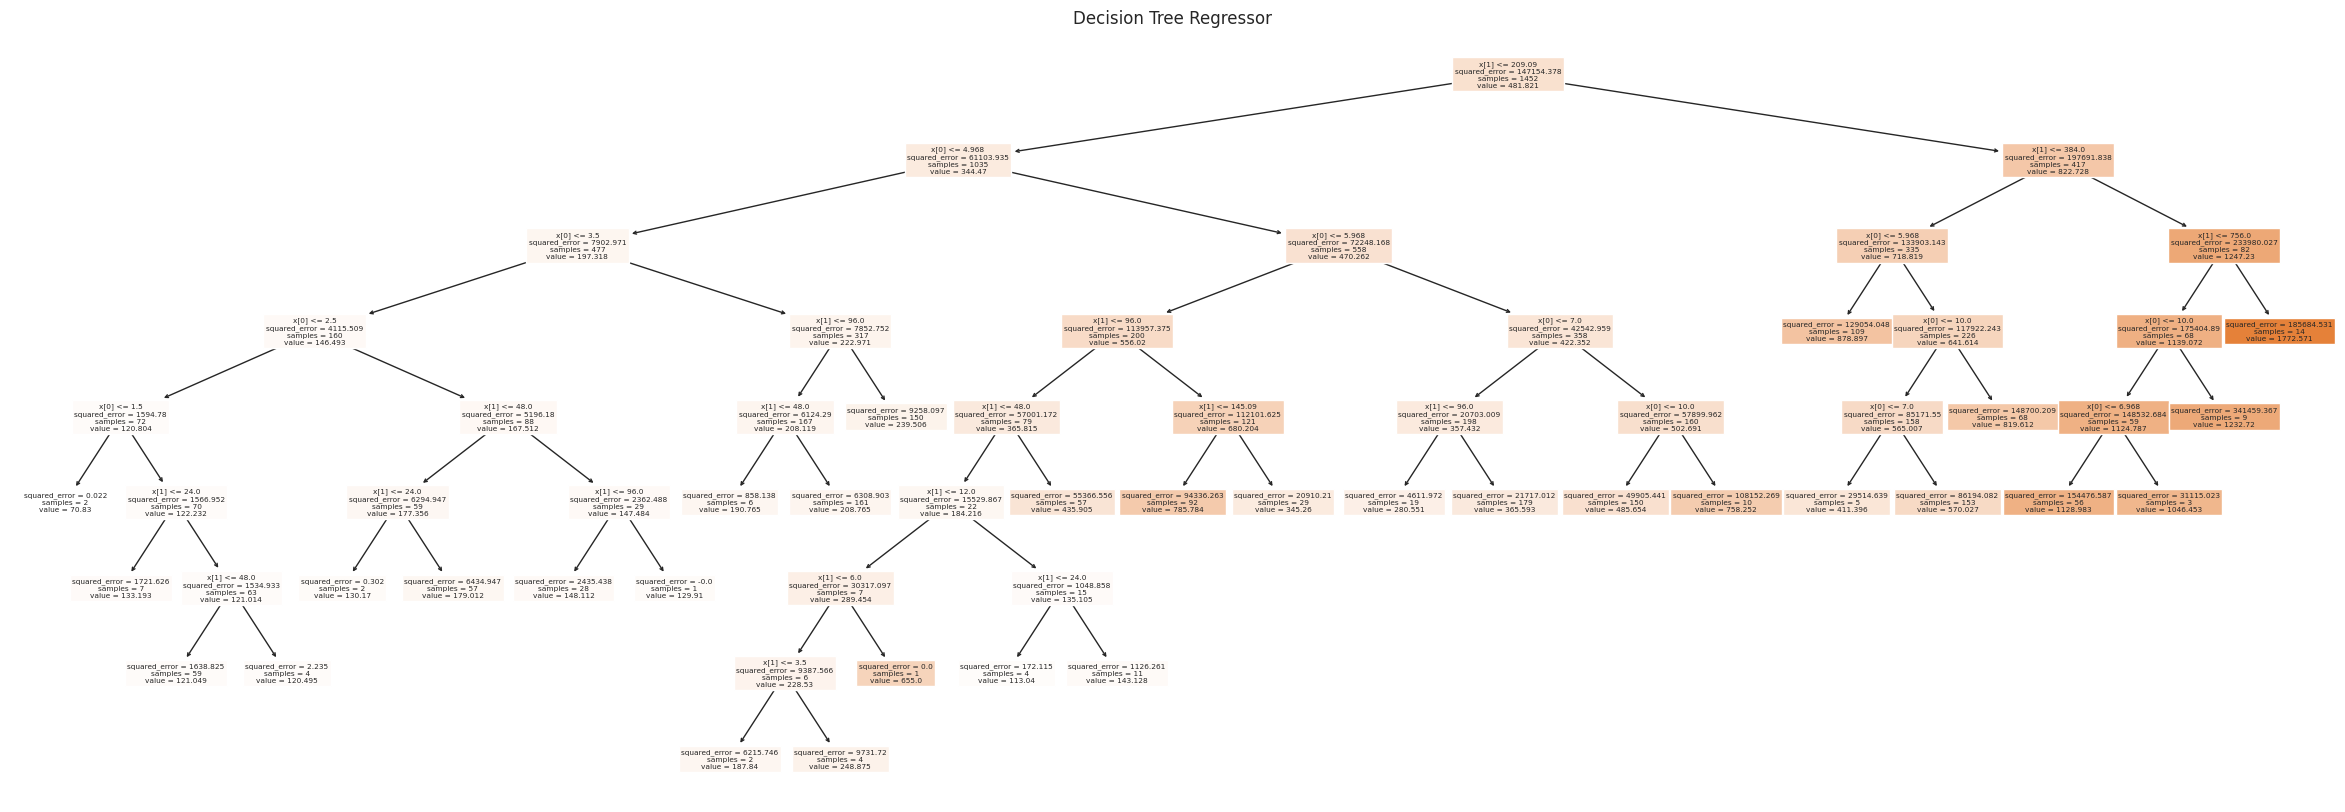 Decision Tree Regressor
x[1] <= 209.09
squared_error = 147154.378
samples = 1452
value = 481.821
x[0] <= 4.968
squared_error = 61103.935
samples = 1035
value = 344.47
x[1] <= 384.0
squared_error = 197691.838
samples = 417
value = 822.728
x[0] <= 3.5
squared_error = 7902.971
samples = 477
value = 197.318
x[0] <= 5.968
squared_error = 72248.168
samples = 558
value = 470.262
x[0] <= 5.968
squared_error = 133903.143
samples = 335
value = 718.819
x[1] <= 756.0
squared_error = 233980.027
samples = 82
value = 1247.23
x[0] <= 2.5
squared_error = 4115.509
samples = 160
value = 146.493
x[1] <= 96.0
squared_error = 7852.752
samples = 317
value = 222.971
x[1] <= 96.0
squared_error = 113957.375
samples = 200
value = 556.02
x[0] <= 7.0
squared_error = 42542.959
samples = 358
value = 422.352
squared_error = 129054.048
samples = 109
value = 878.897
x[0] <= 10.0
squared_error = 117922.243
samples = 226
value = 641.614
x[0] <= 10.0
squared_error = 175404.89
samples = 68
value = 1139.072
squared_error = 185684.531
samples = 14
value = 1772.571
x[0] <= 1.5
squared_error = 1594.78
samples = 72
value = 120.804
x[1] <= 48.0
squared_error = 5196.18
samples = 88
value = 167.512
x[1] <= 48.0
squared_error = 6124.29
samples = 167
value = 208.119
squared_error = 9258.097
samples = 150
value = 239.506
x[1] <= 48.0
squared_error = 57001.172
samples = 79
value = 365.815
x[1] <= 145.09
squared_error = 112101.625
samples = 121
value = 680.204
x[1] <= 96.0
squared_error = 20703.009
samples = 198
value = 357.432
x[0] <= 10.0
squared_error = 57899.962
samples = 160
value = 502.691
x[0] <= 7.0
squared_error = 85171.55
samples = 158
value = 565.007
squared_error = 148700.209
samples = 68
value = 819.612
x[0] <= 6.968
squared_error = 148532.684
samples = 59
value = 1124.787
squared_error = 341459.367
samples = 9
value = 1232.72
squared_error = 0.022
samples = 2
value = 70.83
x[1] <= 24.0
squared_error = 1566.952
samples = 70
value = 122.232
x[1] <= 24.0
squared_error = 6294.947
samples = 59
value = 177.356
x[1] <= 96.0
squared_error = 2362.488
samples = 29
value = 147.484
squared_error = 858.138
samples = 6
value = 190.765
squared_error = 6308.903
samples = 161
value = 208.765
x[1] <= 12.0
squared_error = 15529.867
samples = 22
value = 184.216
squared_error = 55366.556
samples = 57
value = 435.905
squared_error = 94336.263
samples = 92
value = 785.784
squared_error = 20910.21
samples = 29
value = 345.26
squared_error = 4611.972
samples = 19
value = 280.551
squared_error = 21717.012
samples = 179
value = 365.593
squared_error = 49905.441
samples = 150
value = 485.654
squared_error = 108152.269
samples = 10
value = 758.252
squared_error = 29514.639
samples = 5
value = 411.396
squared_error = 86194.082
samples = 153
value = 570.027
squared_error = 154476.587
samples = 56
value = 1128.983
squared_error = 31115.023
samples = 3
value = 1046.453
squared_error = 1721.626
samples = 7
value = 133.193
x[1] <= 48.0
squared_error = 1534.933
samples = 63
value = 121.014
squared_error = 0.302
samples = 2
value = 130.17
squared_error = 6434.947
samples = 57
value = 179.012
squared_error = 2435.438
samples = 28
value = 148.112
squared_error = -0.0
samples = 1
value = 129.91
x[1] <= 6.0
squared_error = 30317.097
samples = 7
value = 289.454
x[1] <= 24.0
squared_error = 1048.858
samples = 15
value = 135.105
squared_error = 1638.825
samples = 59
value = 121.049
squared_error = 2.235
samples = 4
value = 120.495
x[1] <= 3.5
squared_error = 9387.566
samples = 6
value = 228.53
squared_error = 0.0
samples = 1
value = 655.0
squared_error = 172.115
samples = 4
value = 113.04
squared_error = 1126.261
samples = 11
value = 143.128
squared_error = 6215.746
samples = 2
value = 187.84
squared_error = 9731.72
samples = 4
value = 248.875